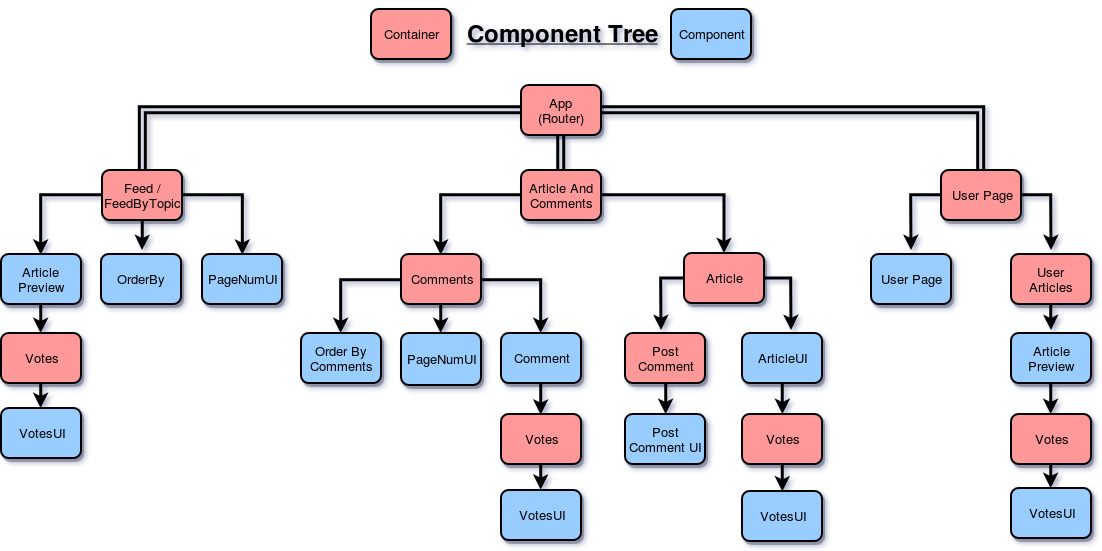 Container
Component Tree
Component
App
(Router)
Feed /
FeedByTopic
Article And
Comments
User Page
Article
Preview
OrderBy
PageNumUI
Comments
Article
User Page
User
Articles
Votes
Order By
Comments
PageNumUI
Comment
Post
Comment
ArticleUI
Article
Preview
VotesUI
Votes
Post
Comment UI
Votes
Votes
VotesUI
VotesUI
VotesUI